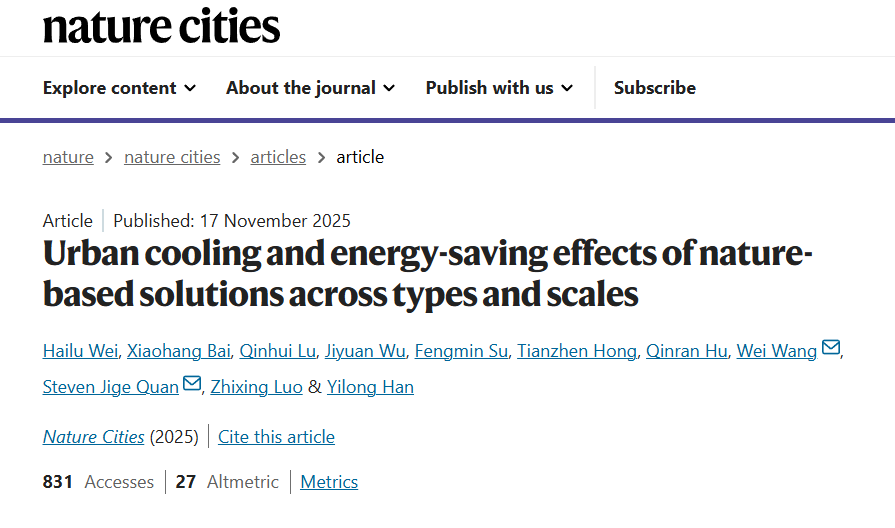 nature cities
Explore content About the journal Publish with us Subscribe
nature > nature cities > articles > article
Article Published: 17 November 2025
Urban cooling and energy-saving effects of nature-
based solutions across types and scales
Hailu Wei, Xiaohang Bai, Qinhui Lu, Jiyuan Wu, Fengmin Su, Tianzhen Hong, Qinran Hu, Wei Wang,
Steven Jige Quan, Zhixing Luo & Yilong Han
Nature Cities (2025) Cite this article
831 Accesses 27 Altmetric Metrics